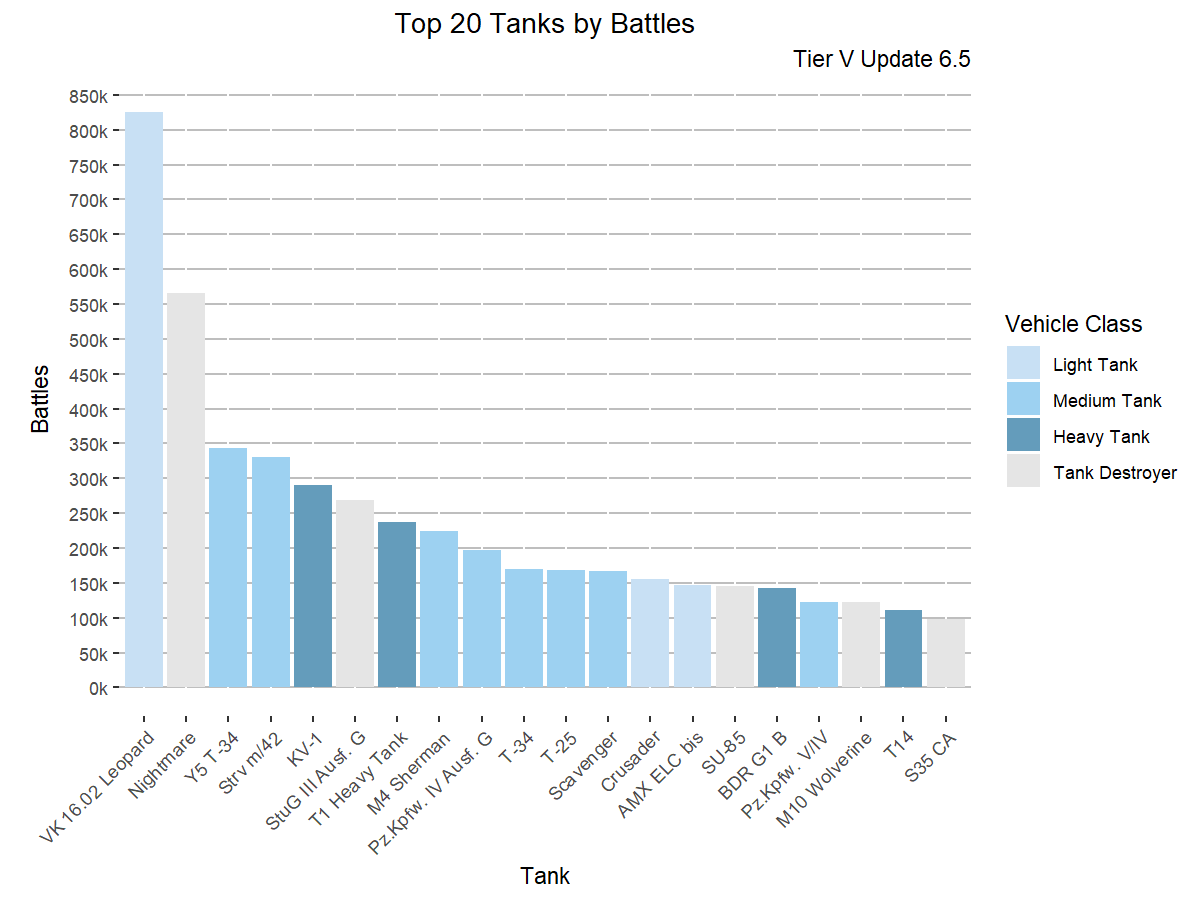 Top 20 Tanks by Battles
Tier V Update 6.5
850k
800k
750k
700k
650k
600k
550k
500k
450k
400k
350k
300k
250k
200k
150k
100k
50k
0k
Battles
VK 16.02 Leopard
Nightmare
Y5 T-34
Strv m/42
KV-1
StuG III Ausf. G
T1 Heavy Tank
M4 Sherman
Pz.Kpfw. IV Ausf. G
T-34
T-25
Scavenger
Crusader
AMX ELC bis
SU-85
BDR G1 B
Pz.Kpfw. V/IV
M10 Wolverine
T14
S35 CA
Tank
Vehicle Class
Light Tank
Medium Tank
Heavy Tank
Tank Destroyer